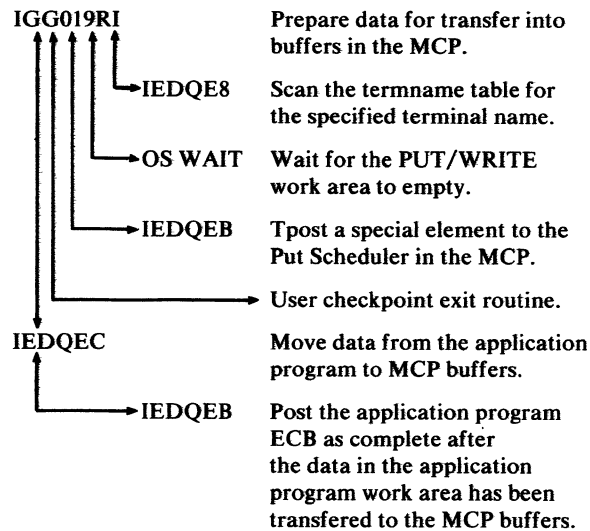 IGG019RI Prepare data for transfer into
buffers in the MCP.
IEDQE8 Scan the termname table for
the specified terminal name.
OS WAIT Wait for the PUT/WRITE
work area to empty.
IEDQEB Tpost a special element to the
Put Scheduler in the MCP.
User checkpoint exit routine.
IEDQEC Move data from the application
program to MCP buffers.
IEDQEB Post the application program
ECB as complete after
the data in the application
program work area has been
transfered to the MCP buffers.